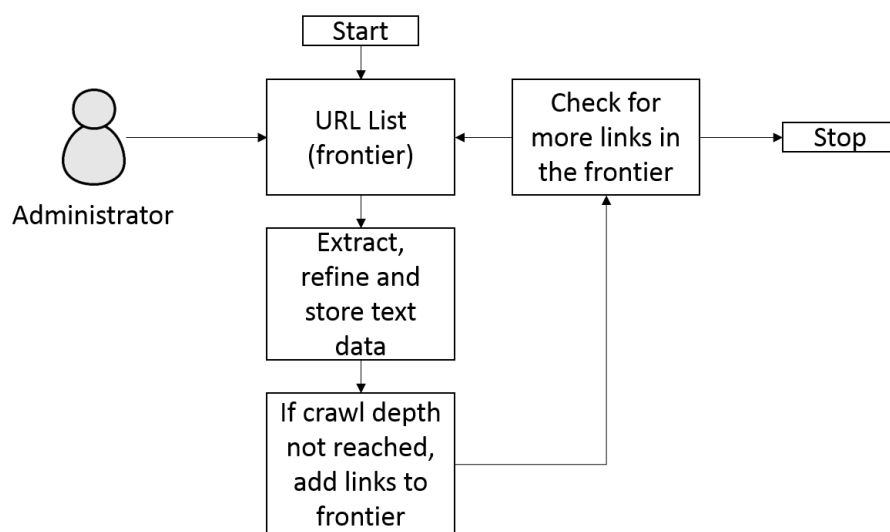 Start
URL List
(frontier)
Check for
more links in
the frontier
Stop
Administrator
Extract,
refine and
store text
data
If crawl depth
not reached,
add links to
frontier